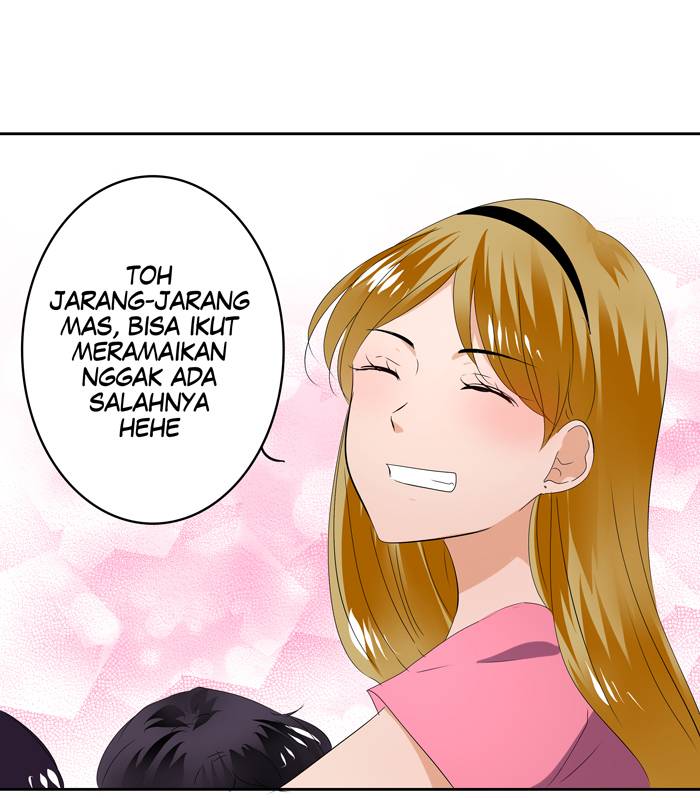 TOH
JARANG-JARANG
MAS, BISA IKUT
MERAMAIKAN
NGGAK ADA
SALAHNYA
HEHE